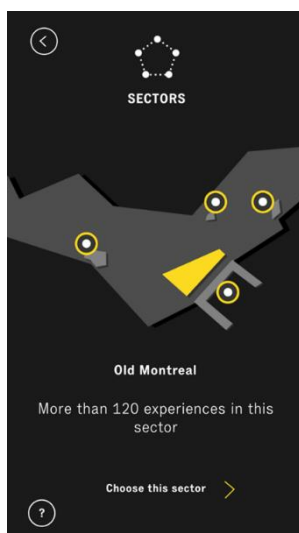 SECTORS
Old Montreal
More than 120 experiences in this
sector
Choose this sector
?